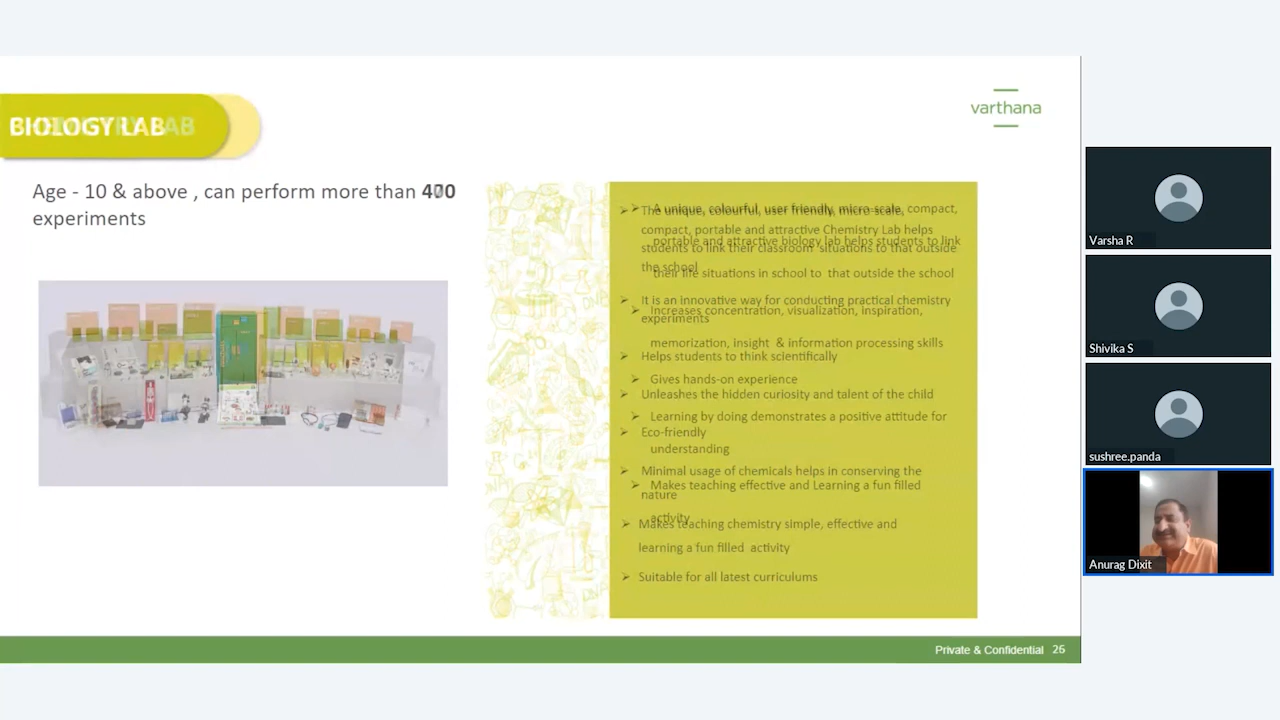 BIOLOGY LAB
varthana
Age - 10 & above , can perform more than
experiments
A unique, colourful, user friendly, micro-scale, compact,
portable and attractive biology lab helps students to link
their life situations in school to that outside the school
Increases concentration, visualization, inspiration,
memorization, insight & information processing skills
Gives hands-on experience
Learning by doing demonstrates a positive attitude for
understanding
Makes teaching effective and Learning a fun filled
activity
The unique, colourful, user friendly, micro-scale,
compact, portable and attractive Chemistry Lab helps
students to link their classroom situations to that outside
the school
It is an innovative way for conducting practical chemistry
experiments
Helps students to think scientifically
Unleashes the hidden curiosity and talent of the child
Eco-friendly
Minimal usage of chemicals helps in conserving the
nature
Makes teaching chemistry simple, effective and
learning a fun filled activity
Suitable for all latest curriculums
Private & Confidential 26
Varsha R
Shivika S
sushree.panda
Anurag Dixit